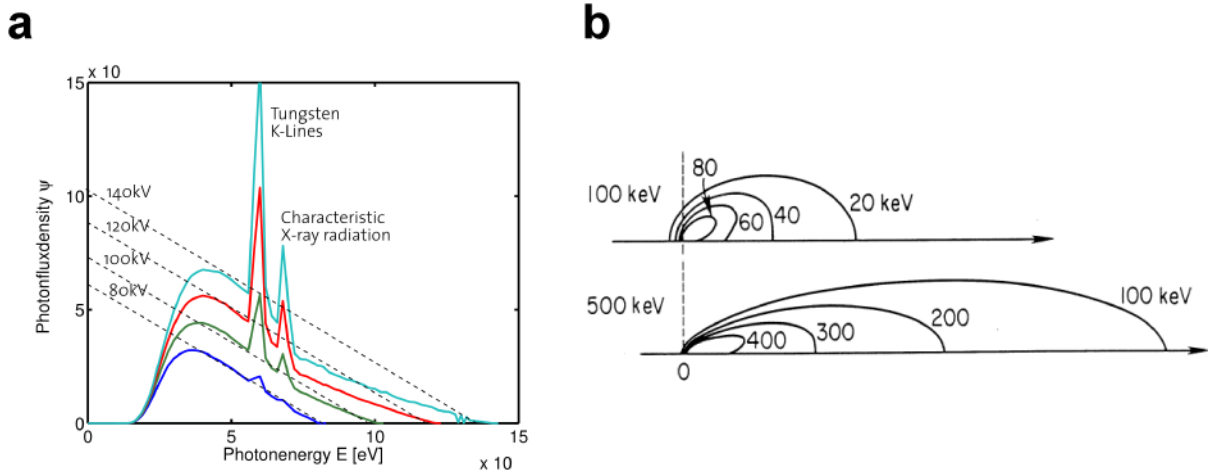 a
x 10
15
10
5
0
Photonfluxdensity ψ
140kV
120kV
100kV
80kV
Tungsten
K-Lines
Characteristic
X-ray radiation
0
5
10
15
Photonenergy E [eV]
x 10
b
100 keV
80
60
40
20 keV
500 keV
400
300
200
100 keV
0